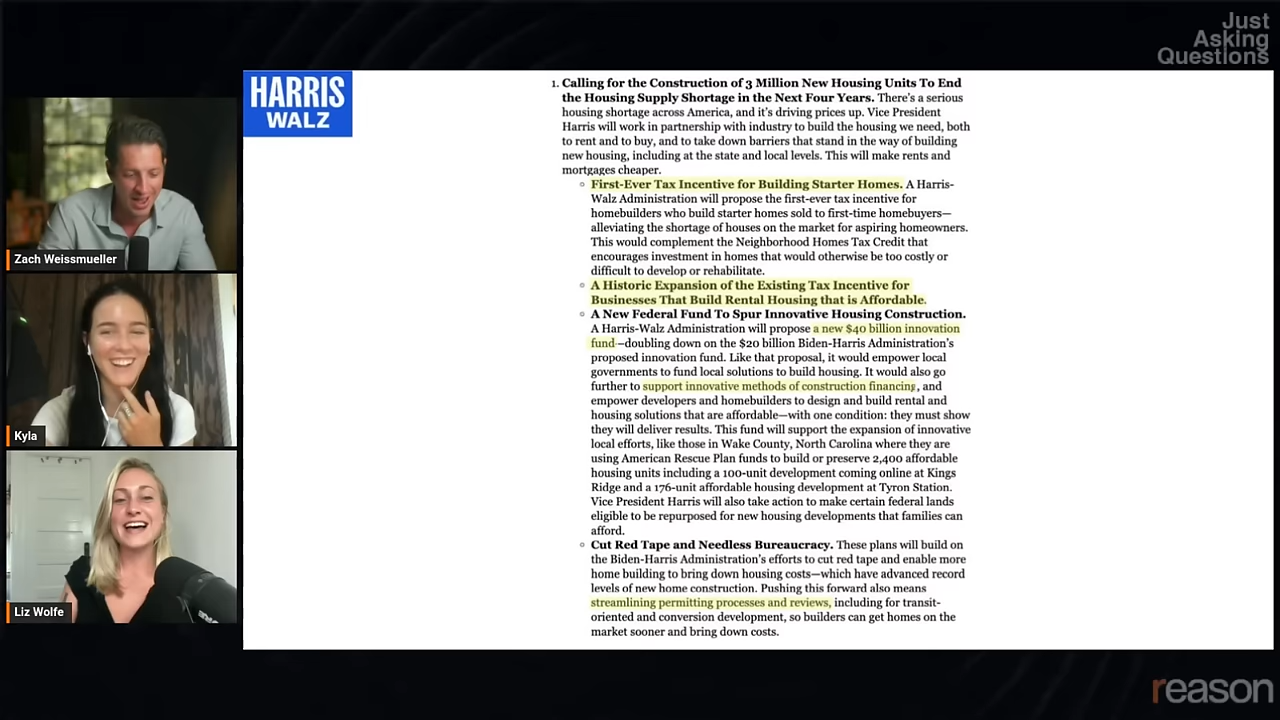 Just
Asking
Questions
HARRIS
WALZ
1. Calling for the Construction of 3 Million New Housing Units To End
the Housing Supply Shortage in the Next Four Years. There's a serious
housing shortage across America, and it's driving prices up. Vice President
Harris will work in partnership with industry to build the housing we need, both
to rent and to buy, and to take down barriers that stand in the way of building
new housing, including at the state and local levels. This will make rents and
mortgages cheaper.
○ First-Ever Tax Incentive for Building Starter Homes. A Harris-
Walz Administration will propose the first-ever tax incentive for
homebuilders who build starter homes sold to first-time homebuyers—
alleviating the shortage of houses on the market for aspiring homeowners.
This would complement the Neighborhood Homes Tax Credit that
encourages investment in homes that would otherwise be too costly or
difficult to develop or rehabilitate.
○ A Historic Expansion of the Existing Tax Incentive for
Businesses That Build Rental Housing that is Affordable.
○ A New Federal Fund To Spur Innovative Housing Construction.
A Harris-Walz Administration will propose a new $40 billion innovation
fund—doubling down on the $20 billion Biden-Harris Administration's
proposed innovation fund. Like that proposal, it would empower local
governments to fund local solutions to build housing. It would also go
further to support innovative methods of construction financing, and
empower developers and homebuilders to design and build rental and
housing solutions that are affordable—with one condition: they must show
they will deliver results. This fund will support the expansion of innovative
local efforts, like those in Wake County, North Carolina where they are
using American Rescue Plan funds to build or preserve 2,400 affordable
housing units including a 100-unit development coming online at Kings
Ridge and a 176-unit affordable housing development at Tyron Station.
Vice President Harris will also take action to make certain federal lands
eligible to be repurposed for new housing developments that families can
afford.
○ Cut Red Tape and Needless Bureaucracy. These plans will build on
the Biden-Harris Administration's efforts to cut red tape and enable more
home building to bring down housing costs—which have advanced record
levels of new home construction. Pushing this forward also means
streamlining permitting processes and reviews, including for transit-
oriented and conversion development, so builders can get homes on the
market sooner and bring down costs.
Zach Weissmueller
Kyla
Liz Wolfe
reason